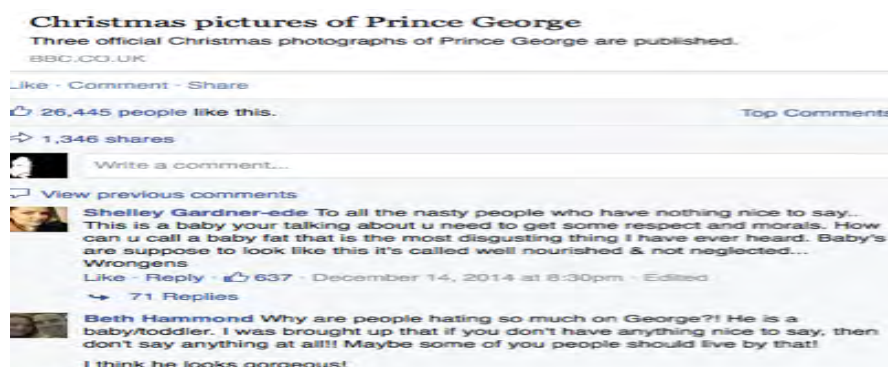 Christmas pictures of Prince George
Three official Christmas photographs of Prince George are published.
BBC.CO.UK
Like · Comment · Share
26,445 people like this. Top Comments
1,346 shares
Write a comment...
View previous comments
Shelley Gardner-ede To all the nasty people who have nothing nice to say..
This is a baby your talking about u need to get some respect and morals. How
can u call a baby fat that is the most disgusting thing I have ever heard. Baby's
are suppose to look like this it's called well nourished & not neglected...
Wrongens
Like · Reply · 637 · December 14, 2014 at 8:30pm · Edited
71 Replies
Beth Hammond Why are people hating so much on George?! He is a
baby/toddler. I was brought up that if you don't have anything nice to say, then
don't say anything at all!! Maybe some of you people should live by that!
I think he looks gorgeous!